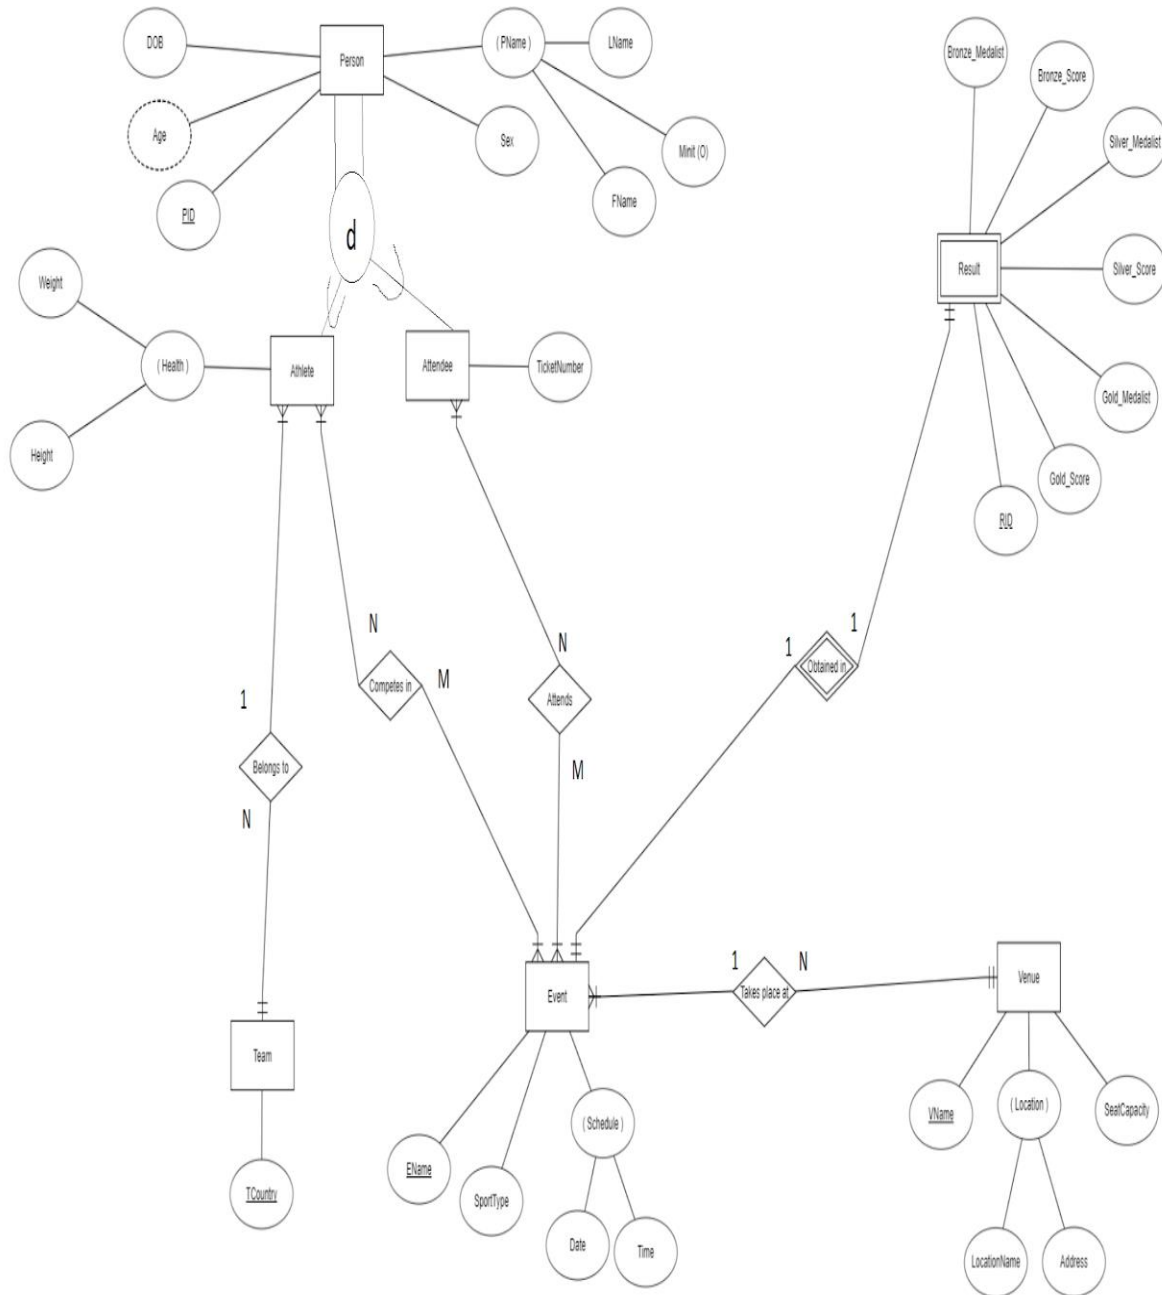 DOB
Person
( PName )
LName
Bronze_Medalist
Bronze_Score
Age
Sex
Minit (O)
Silver_Medalist
PID
FName
d
Result
Silver_Score
Weight
( Health )
Athlete
Attendee
TicketNumber
Gold_Medalist
Height
Gold_Score
RID
N
M
N
1
1
Competes in
Attends
Obtained in
1
Belongs to
N
M
Event
1
N
Takes place at
Venue
Team
( Schedule )
VName
( Location )
SeatCapacity
TCountry
EName
SportType
Date
Time
LocationName
Address